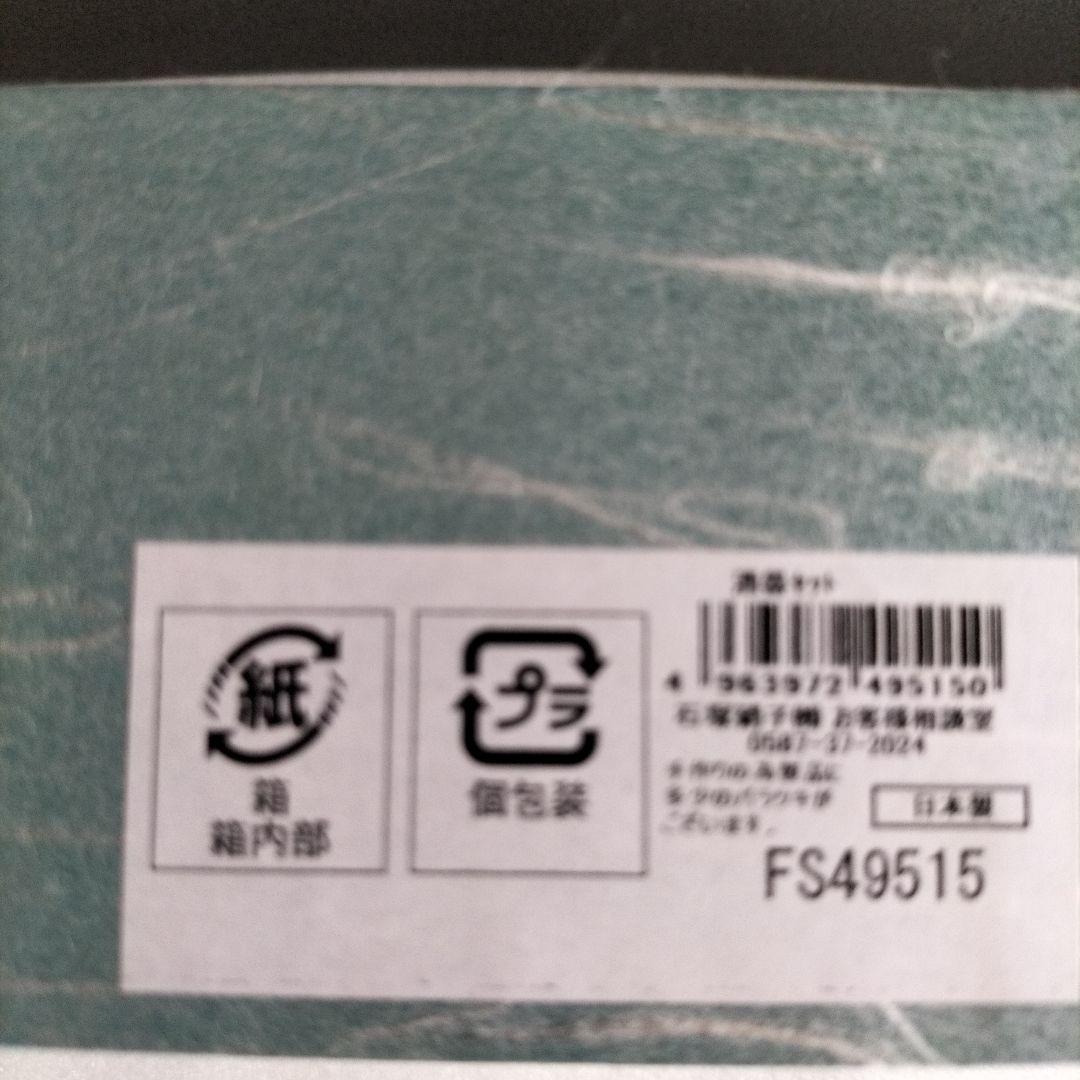 紙
箱
箱内部
プラ
個包装
酒器セット
4 963972 495150
石塚硝子㈱ お客様相談室
0587-37-2024
手作りの為製品に
多少のバラツキが
ございます。
日本製
FS49515